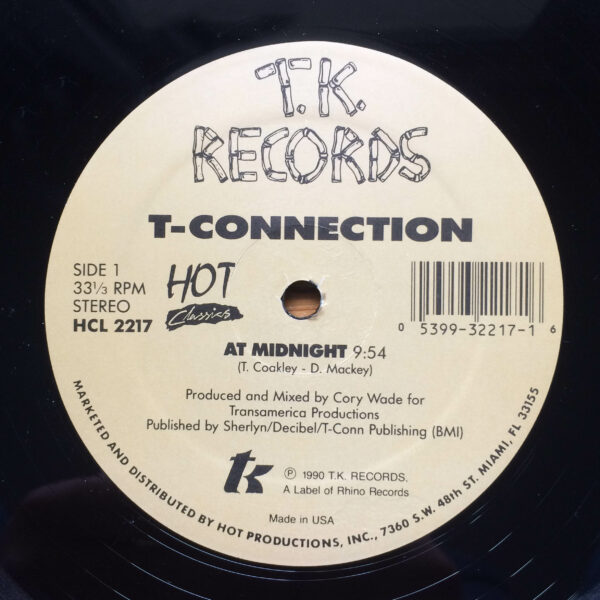 T.K.
RECORDS
T-CONNECTION
SIDE 1
33⅓ RPM
STEREO
HCL 2217
HOT
Classics
0 5399-32217-1 6
AT MIDNIGHT 9:54
(T. Coakley - D. Mackey)
Produced and Mixed by Cory Wade for
Transamerica Productions
Published by Sherlyn/Decibel/T-Conn Publishing (BMI)
tk
℗ 1990 T.K. RECORDS,
A Label of Rhino Records
Made in USA
MARKETED AND DISTRIBUTED BY HOT PRODUCTIONS, INC., 7360 S.W. 48th ST. MIAMI, FL 33155